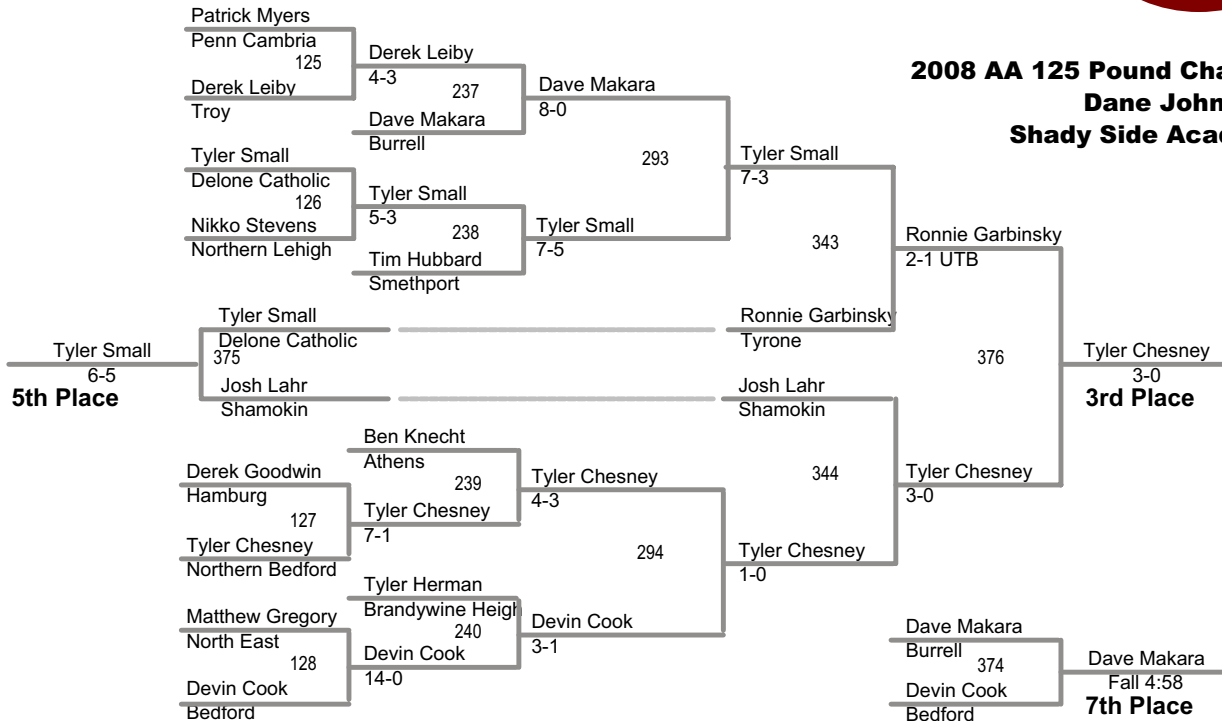 Patrick Myers
Penn Cambria
125
Derek Leiby
Troy
Derek Leiby
4-3
237
Dave Makara
Burrell
Dave Makara
8-0
2008 AA 125 Pound Cha
Dane John
Shady Side Acad
Tyler Small
Delone Catholic
126
Nikko Stevens
Northern Lehigh
Tyler Small
5-3
238
Tim Hubbard
Smethport
Tyler Small
7-5
293
Tyler Small
7-3
343
Ronnie Garbinsky
Tyrone
Ronnie Garbinsky
2-1 UTB
Tyler Small
Delone Catholic
375
Josh Lahr
Shamokin
Tyler Small
6-5
5th Place
Josh Lahr
Shamokin
376
Tyler Chesney
3-0
3rd Place
Ben Knecht
Athens
239
Derek Goodwin
Hamburg
127
Tyler Chesney
Northern Bedford
Tyler Chesney
7-1
Tyler Chesney
4-3
344
Tyler Chesney
3-0
294
Tyler Chesney
1-0
Tyler Herman
Brandywine Heigh
240
Matthew Gregory
North East
128
Devin Cook
Bedford
Devin Cook
14-0
Devin Cook
3-1
Dave Makara
Burrell
374
Devin Cook
Bedford
Dave Makara
Fall 4:58
7th Place